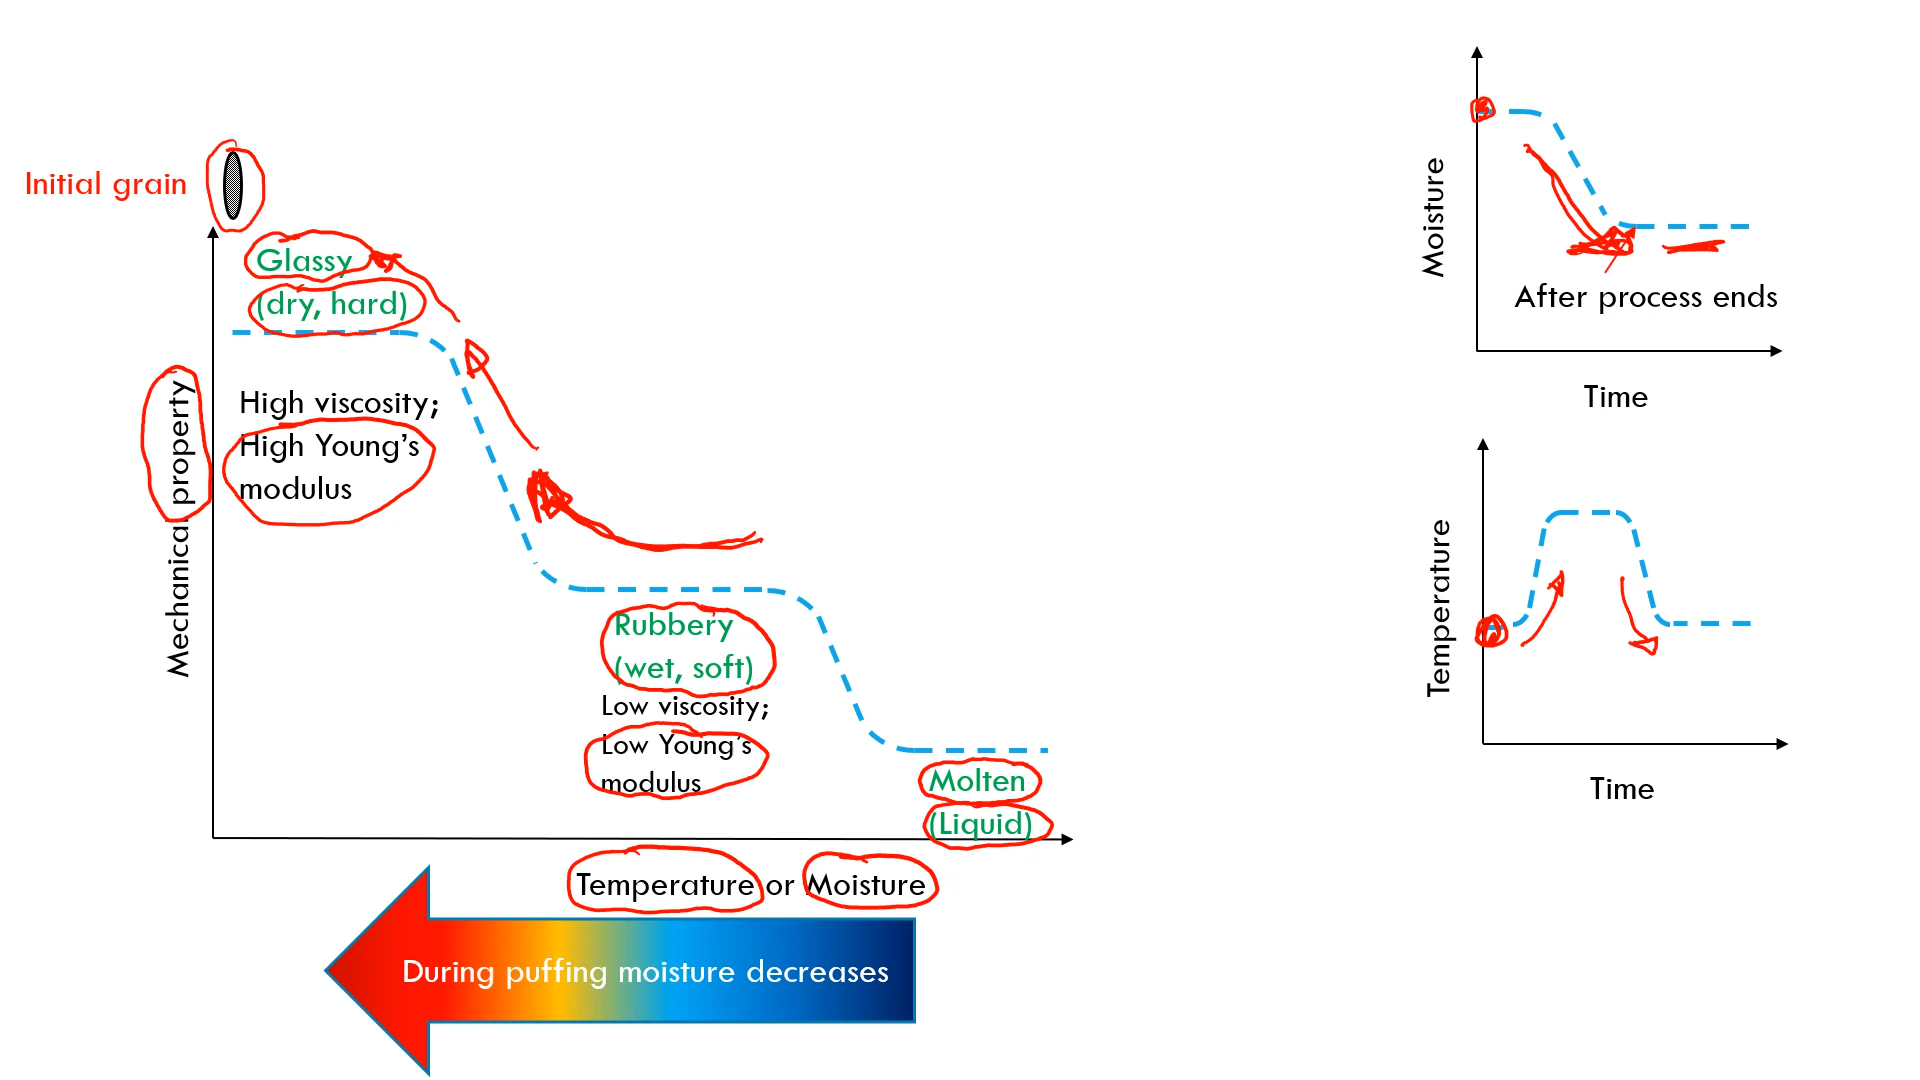 Initial grain
Glassy
(dry, hard)
High viscosity;
High Young's
modulus
Mechanical property
Rubbery
(wet, soft)
Low viscosity;
Low Young's
modulus
Molten
(Liquid)
Temperature or Moisture
During puffing moisture decreases
Moisture
After process ends
Time
Temperature
Time